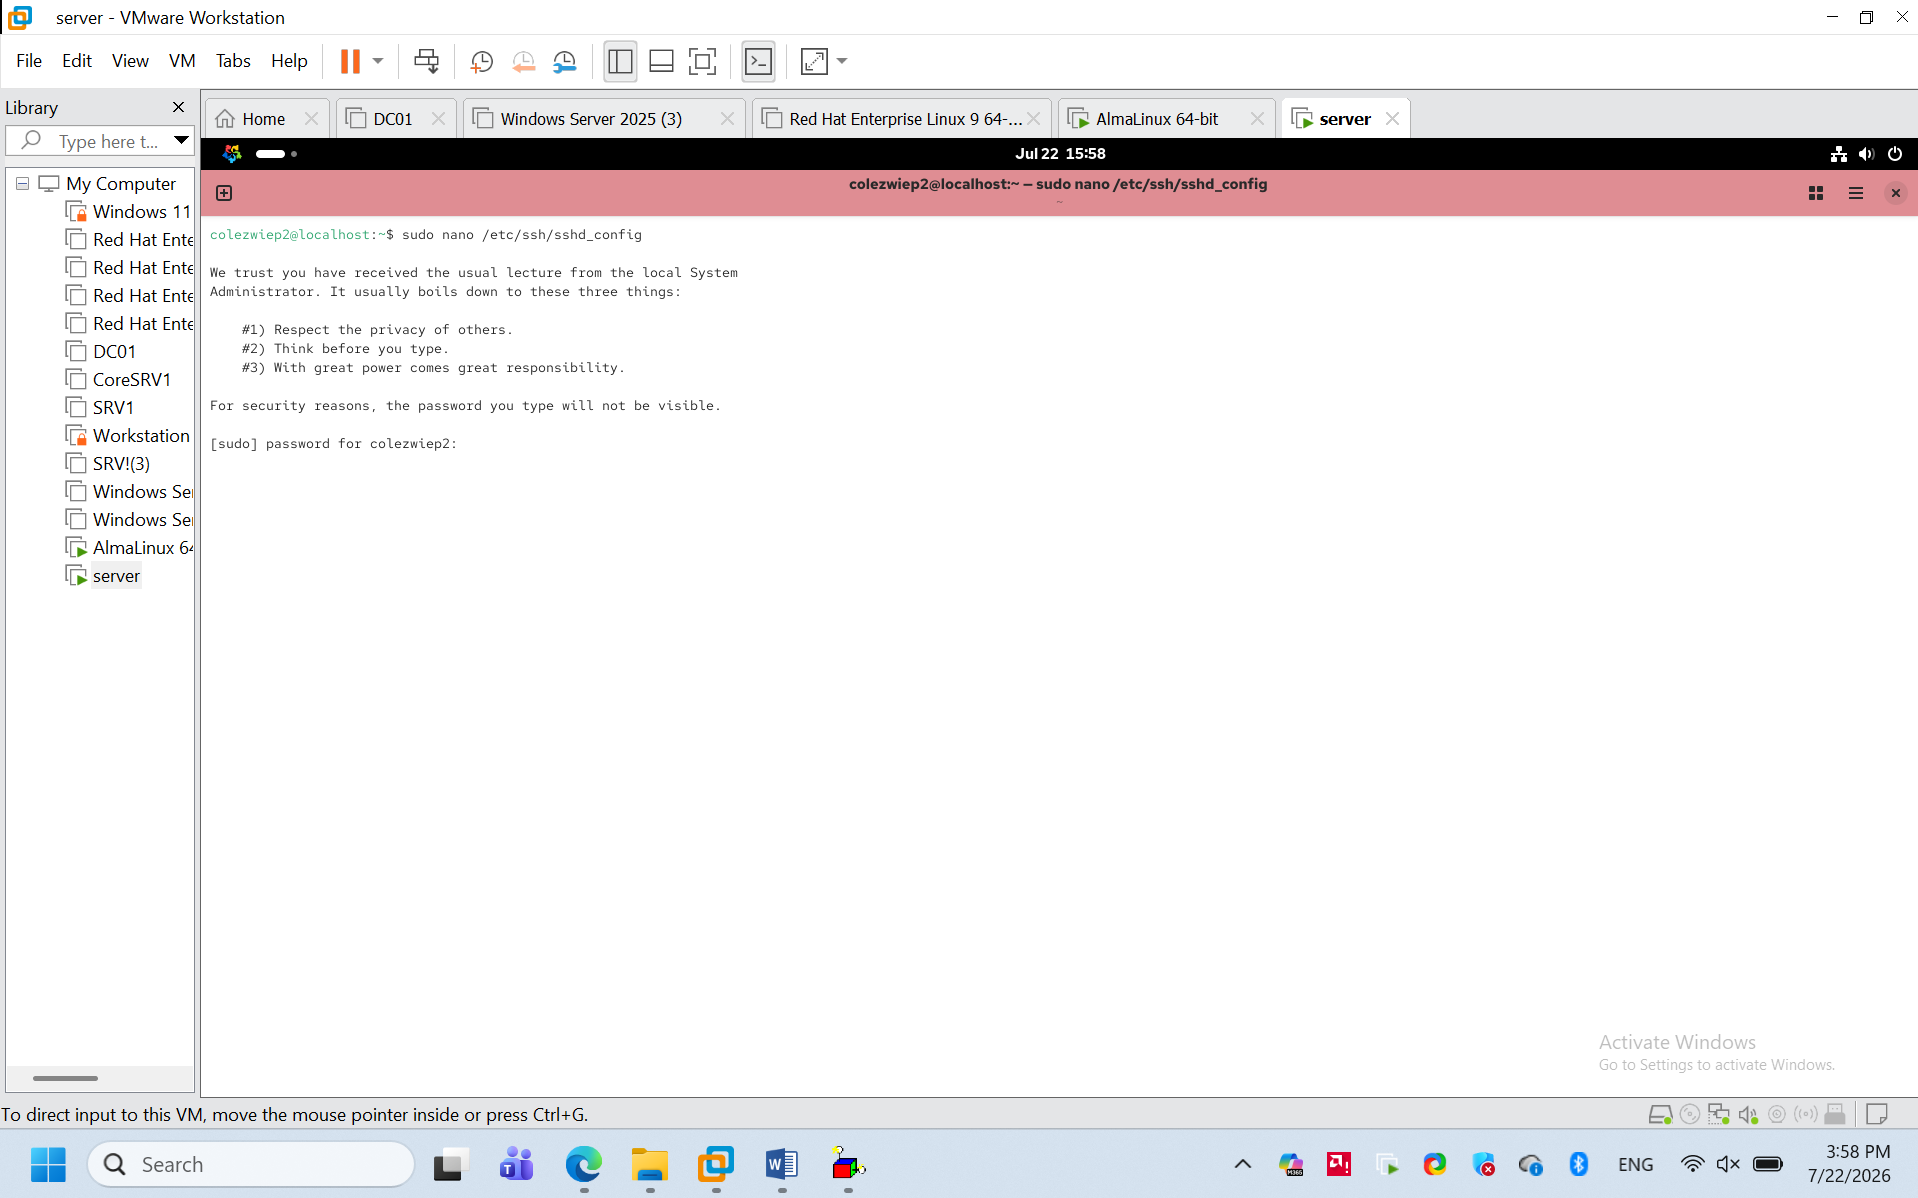 server - VMware Workstation
File Edit View VM Tabs Help
Library
Type here t...
My Computer
Windows 11
Red Hat Ente
Red Hat Ente
Red Hat Ente
Red Hat Ente
DC01
CoreSRV1
SRV1
Workstation
SRV!(3)
Windows Ser
Windows Ser
AlmaLinux 64
server
Home DC01 Windows Server 2025 (3) Red Hat Enterprise Linux 9 64-... AlmaLinux 64-bit server
Jul 22 15:58
colezwiep2@localhost:~ — sudo nano /etc/ssh/sshd_config
~
colezwiep2@localhost:~$ sudo nano /etc/ssh/sshd_config
We trust you have received the usual lecture from the local System
Administrator. It usually boils down to these three things:
#1) Respect the privacy of others.
#2) Think before you type.
#3) With great power comes great responsibility.
For security reasons, the password you type will not be visible.
[sudo] password for colezwiep2:
Activate Windows
Go to Settings to activate Windows.
To direct input to this VM, move the mouse pointer inside or press Ctrl+G.
Search
ENG
3:58 PM
7/22/2026